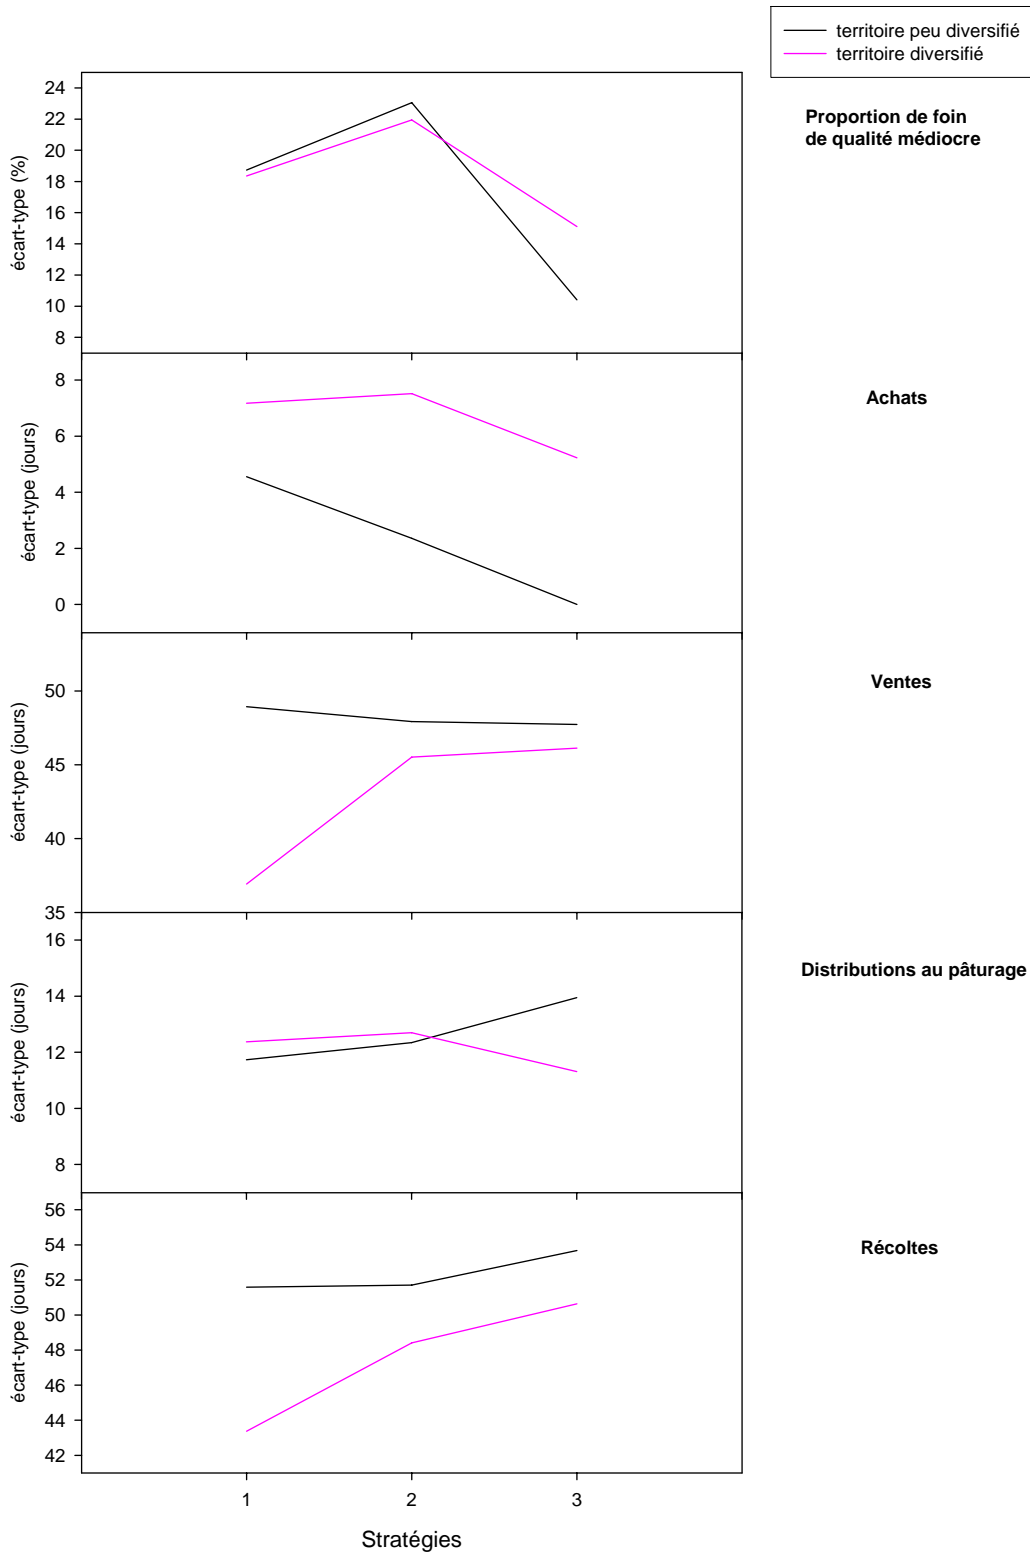 territoire peu diversifié
territoire diversifié
Proportion de foin
de qualité médiocre
écart-type (%)
24
22
20
18
16
14
12
10
8
Achats
écart-type (jours)
8
6
4
2
0
Ventes
écart-type (jours)
50
45
40
35
Distributions au pâturage
écart-type (jours)
16
14
12
10
8
Récoltes
écart-type (jours)
56
54
52
50
48
46
44
42
1 2 3
Stratégies